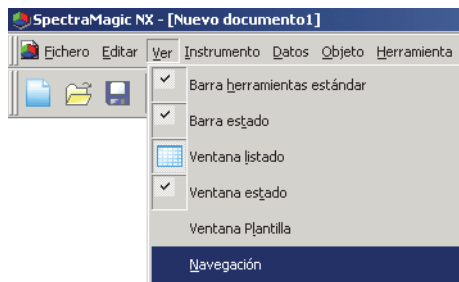 SpectraMagic NX - [Nuevo documento1]
Fichero Editar Ver Instrumento Datos Objeto Herramienta
Barra herramientas estándar
Barra estado
Ventana listado
Ventana estado
Ventana Plantilla
Navegación